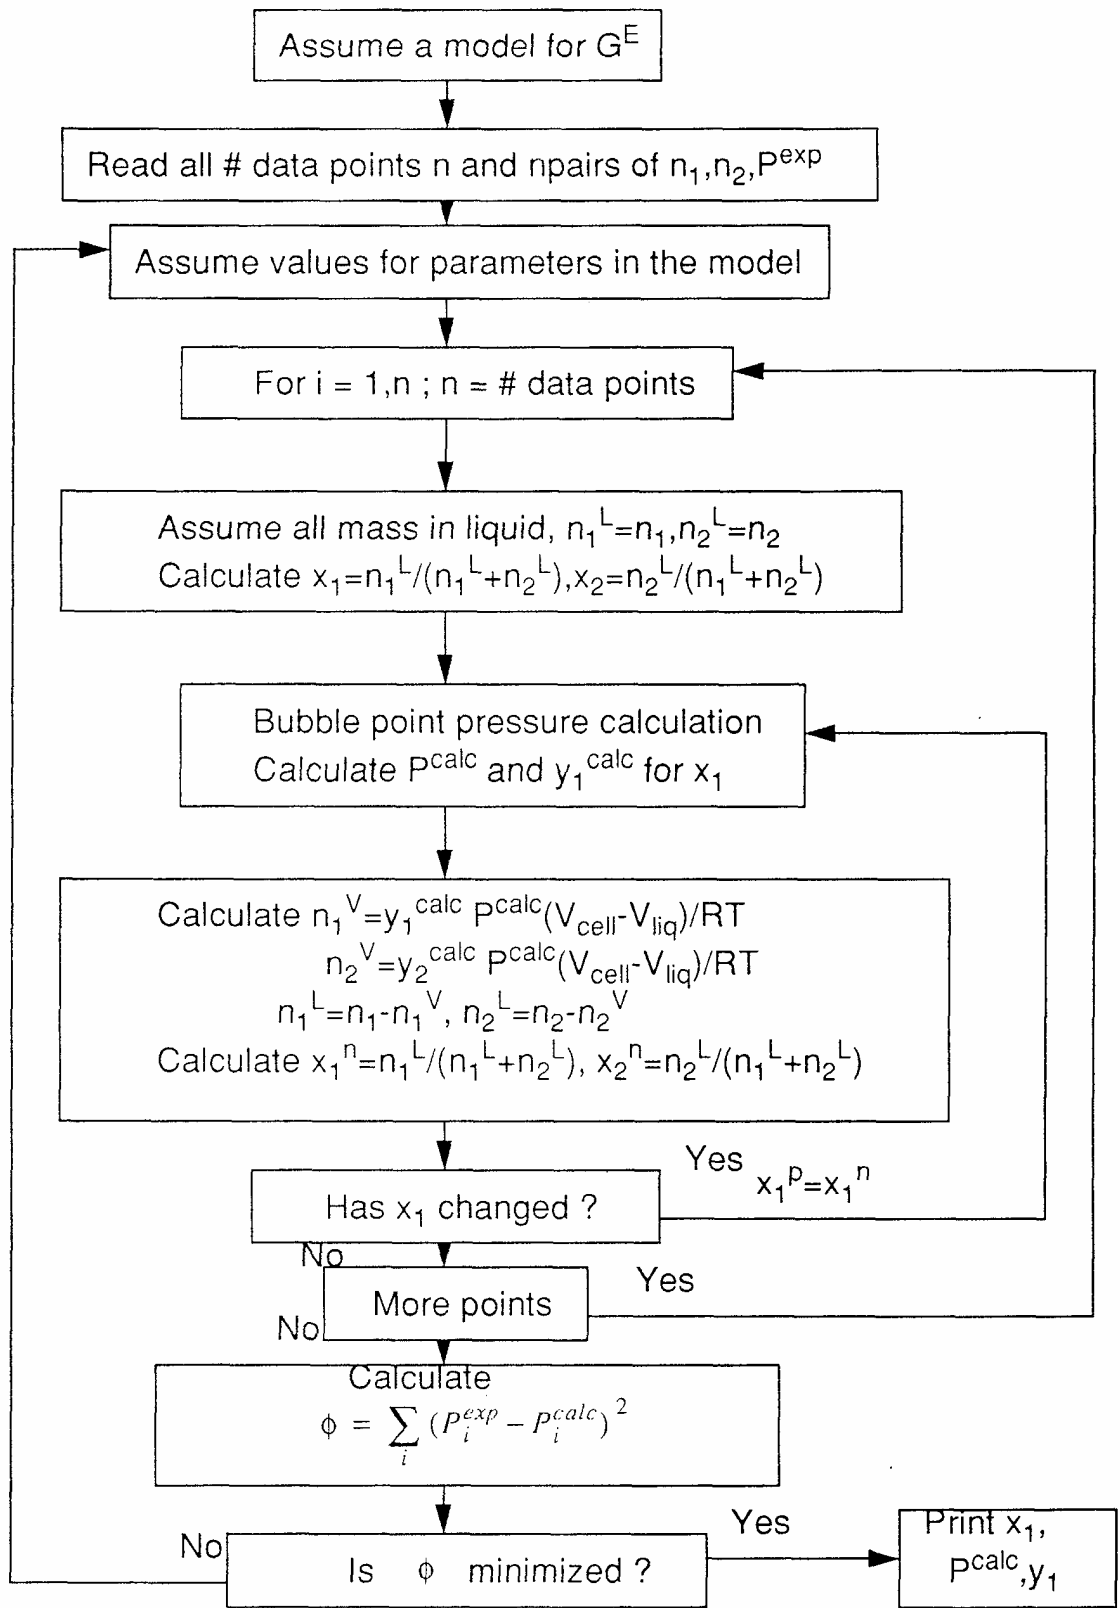 Assume a model for G^E
Read all # data points n and npairs of n₁,n₂,P^exp
Assume values for parameters in the model
For i = 1,n ; n = # data points
Assume all mass in liquid, n₁^L=n₁,n₂^L=n₂
Calculate x₁=n₁^L/(n₁^L+n₂^L),x₂=n₂^L/(n₁^L+n₂^L)
Bubble point pressure calculation
Calculate P^calc and y₁^calc for x₁
Calculate n₁^V=y₁^calc P^calc(V_cell-V_liq)/RT
n₂^V=y₂^calc P^calc(V_cell-V_liq)/RT
n₁^L=n₁-n₁^V, n₂^L=n₂-n₂^V
Calculate x₁^n=n₁^L/(n₁^L+n₂^L), x₂^n=n₂^L/(n₁^L+n₂^L)
Has x₁ changed ?
Yes
x₁^p=x₁^n
No
More points
Yes
No
Calculate
ϕ = ∑_i (P_i^exp − P_i^calc)^2
Is ϕ minimized ?
No
Yes
Print x₁,
P^calc,y₁